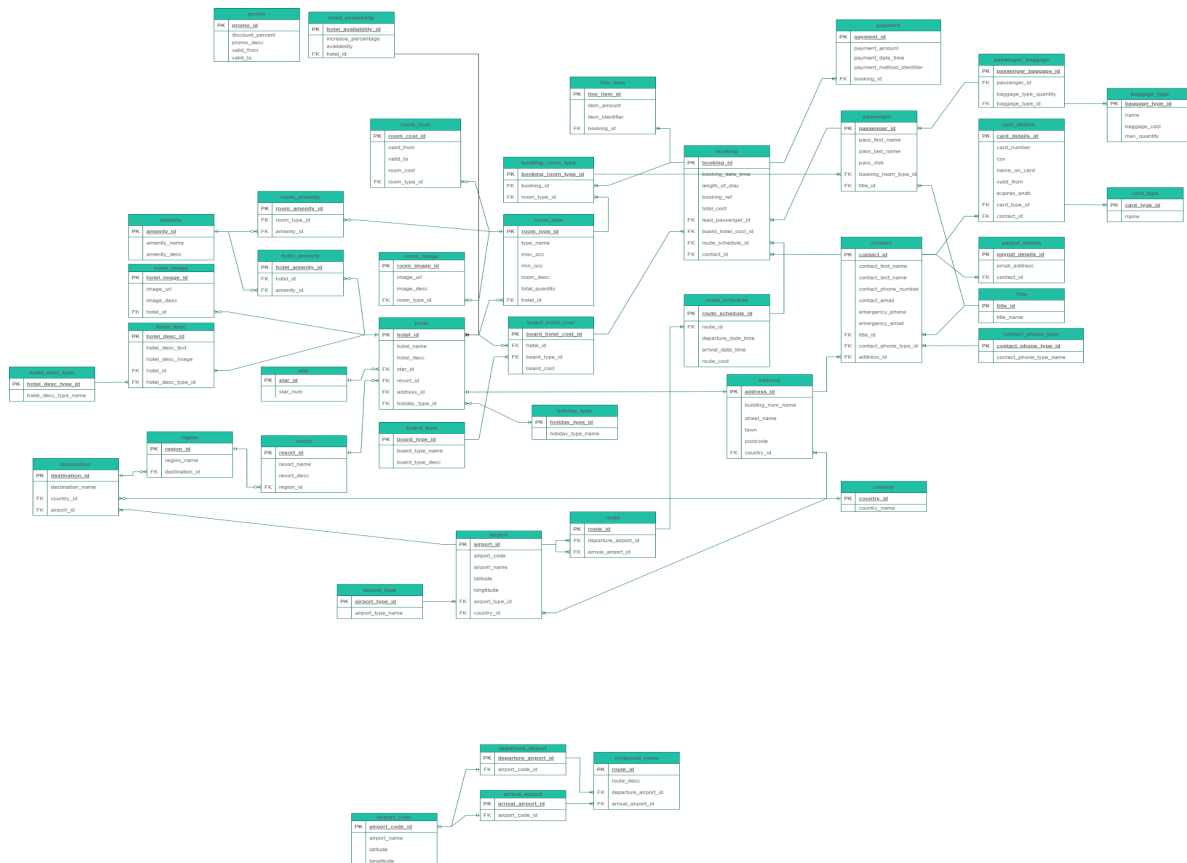 promo
PK promo_id
discount_percent
promo_desc
valid_from
valid_to
hotel_availability
PK hotel_availability_id
increase_percentage
availability
FK hotel_id
payment
PK payment_id
payment_amount
payment_date_time
payment_method_identifier
FK booking_id
passenger_baggage
PK passenger_baggage_id
FK passenger_id
baggage_type_quantity
FK baggage_type_id
baggage_type
PK baggage_type_id
name
baggage_cost
max_quantity
line_item
PK line_item_id
item_amount
item_identifier
FK booking_id
passenger
PK passenger_id
pass_first_name
pass_last_name
pass_dob
FK booking_room_type_id
FK title_id
card_details
PK card_details_id
card_number
csv
name_on_card
valid_from
expires_ends
FK card_type_id
FK contact_id
card_type
PK card_type_id
name
room_cost
PK room_cost_id
valid_from
valid_to
room_cost
FK room_type_id
booking_room_type
PK booking_room_type_id
FK booking_id
FK room_type_id
booking
PK booking_id
booking_date_time
length_of_stay
booking_ref
total_cost
FK lead_passenger_id
FK board_hotel_cost_id
FK route_schedule_id
FK contact_id
amenity
PK amenity_id
amenity_name
amenity_desc
room_amenity
PK room_amenity_id
FK room_type_id
FK amenity_id
room_type
PK room_type_id
type_name
max_occ
min_occ
room_desc
total_quantity
FK hotel_id
contact
PK contact_id
contact_first_name
contact_last_name
contact_phone_number
contact_email
emergency_phone
emergency_email
FK title_id
FK contact_phone_type_id
FK address_id
paypal_details
PK paypal_details_id
email_address
FK contact_id
hotel_image
PK hotel_image_id
image_url
image_desc
FK hotel_id
hotel_amenity
PK hotel_amenity_id
FK hotel_id
FK amenity_id
room_image
PK room_image_id
image_url
image_desc
FK room_type_id
Title
PK title_id
title_name
route_schedule
PK route_schedule_id
FK route_id
departure_date_time
arrival_date_time
route_cost
hotel_desc
PK hotel_desc_id
hotel_desc_text
hotel_desc_image
FK hotel_id
FK hotel_desc_type_id
hotel
PK hotel_id
hotel_name
hotel_desc
FK star_id
FK resort_id
FK address_id
FK holiday_type_id
board_hotel_cost
PK board_hotel_cost_id
FK hotel_id
FK board_type_id
board_cost
contact_phone_type
PK contact_phone_type_id
contact_phone_type_name
hotel_desc_type
PK hotel_desc_type_id
hotel_desc_type_name
star
PK star_id
star_num
address
PK address_id
building_num_name
street_name
town
postcode
FK country_id
holiday_type
PK holiday_type_id
holiday_type_name
board_type
PK board_type_id
board_type_name
board_type_desc
region
PK region_id
region_name
FK destination_id
resort
PK resort_id
resort_name
resort_desc
FK region_id
destination
PK destination_id
destination_name
FK country_id
FK airport_id
country
PK country_id
country_name
route
PK route_id
FK departure_airport_id
FK arrival_airport_id
airport
PK airport_id
airport_code
airport_name
latitude
longtitude
FK airport_type_id
FK country_id
airport_type
PK airport_type_id
airport_type_name
departure_airport
PK departure_airport_id
FK airport_code_id
PK route_id
route_desc
FK departure_airport_id
FK arrival_airport_id
arrival_airport
PK arrival_airport_id
FK airport_code_id
airport_code
PK airport_code_id
airport_name
latitude
longtitude